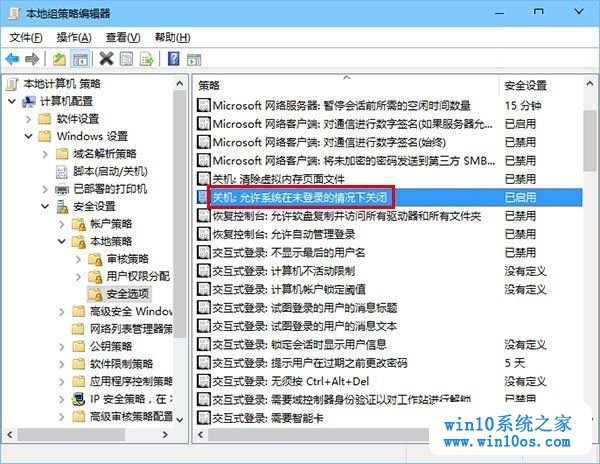 本地组策略编辑器
文件(F) 操作(A) 查看(V) 帮助(H)
本地计算机 策略
计算机配置
软件设置
Windows 设置
域名解析策略
脚本(启动/关机)
已部署的打印机
安全设置
帐户策略
本地策略
审核策略
用户权限分配
安全选项
高级安全 Windows
网络列表管理器策
公钥策略
软件限制策略
应用程序控制策略
IP 安全策略，在 本
高级审核策略配置
策略 安全设置
Microsoft 网络服务器: 暂停会话前所需的空闲时间数量 15 分钟
Microsoft 网络客户端: 对通信进行数字签名(如果服务器允... 已启用
Microsoft 网络客户端: 对通信进行数字签名(始终) 已禁用
Microsoft 网络客户端: 将未加密的密码发送到第三方 SMB... 已禁用
关机: 清除虚拟内存页面文件 已禁用
关机: 允许系统在未登录的情况下关闭 已启用
恢复控制台: 允许软盘复制并访问所有驱动器和所有文件夹 已禁用
恢复控制台: 允许自动管理登录 已禁用
交互式登录: 不显示最后的用户名 已禁用
交互式登录: 计算机不活动限制 没有定义
交互式登录: 计算机帐户锁定阈值 没有定义
交互式登录: 试图登录的用户的消息标题
交互式登录: 试图登录的用户的消息文本
交互式登录: 锁定会话时显示用户信息 没有定义
交互式登录: 提示用户在过期之前更改密码 5 天
交互式登录: 无须按 Ctrl+Alt+Del 没有定义
交互式登录: 需要域控制器身份验证以对工作站进行解锁 已禁用
交互式登录: 需要智能卡
win10系统之家
www.win10os.com